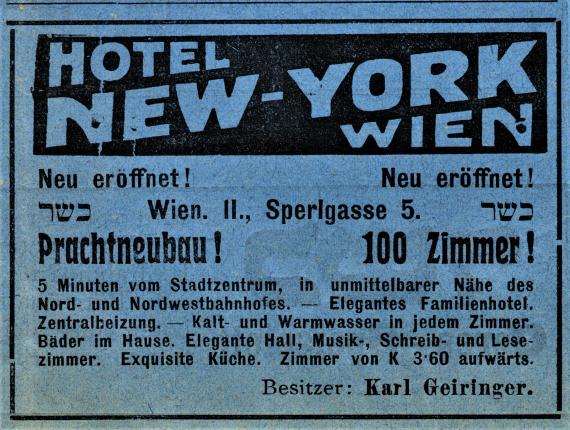 HOTEL
NEW-YORK
WIEN
Neu eröffnet! Neu eröffnet!
כשר Wien. II., Sperlgasse 5. כשר
Prachtneubau! 100 Zimmer!
5 Minuten vom Stadtzentrum, in unmittelbarer Nähe des
Nord- und Nordwestbahnhofes. — Elegantes Familienhotel.
Zentralheizung. — Kalt- und Warmwasser in jedem Zimmer.
Bäder im Hause. Elegante Hall, Musik-, Schreib- und Lese-
zimmer. Exquisite Küche. Zimmer von K 3·60 aufwärts.
Besitzer: Karl Geiringer.